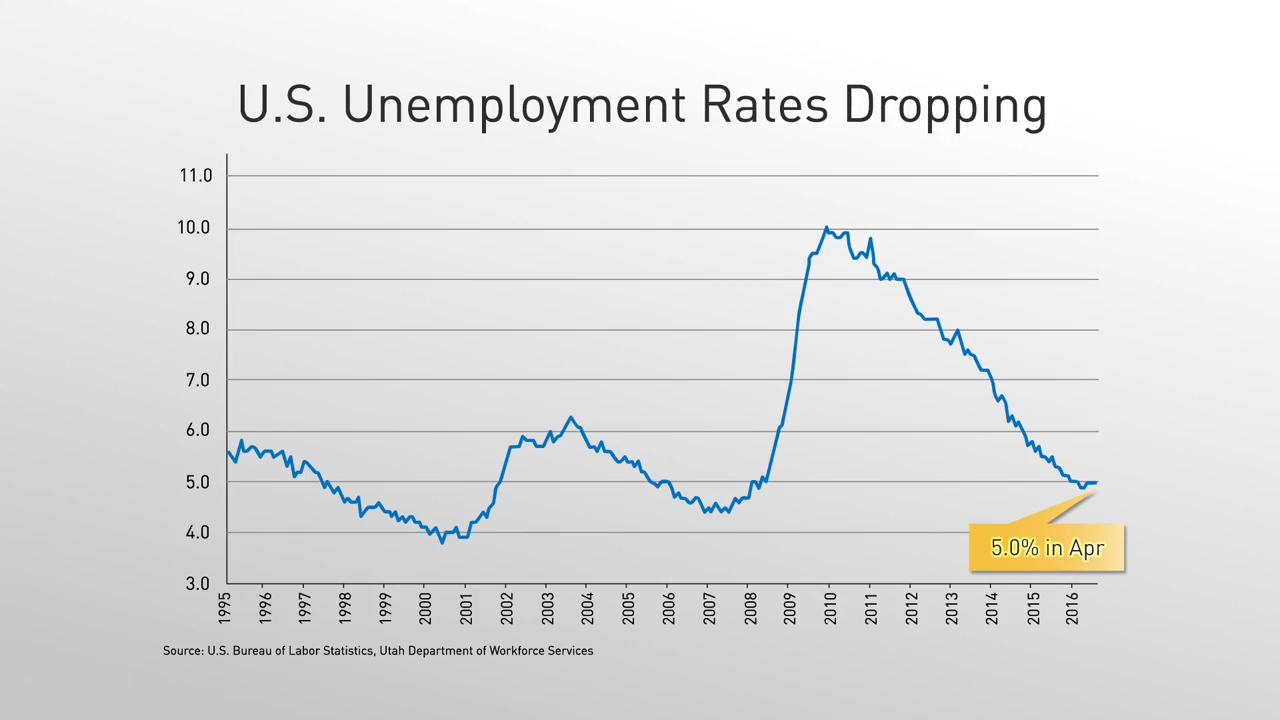 U.S. Unemployment Rates Dropping
11.0
10.0
9.0
8.0
7.0
6.0
5.0
4.0
3.0
5.0% in Apr
1995 1996 1997 1998 1999 2000 2001 2002 2003 2004 2005 2006 2007 2008 2009 2010 2011 2012 2013 2014 2015 2016
Source: U.S. Bureau of Labor Statistics, Utah Department of Workforce Services